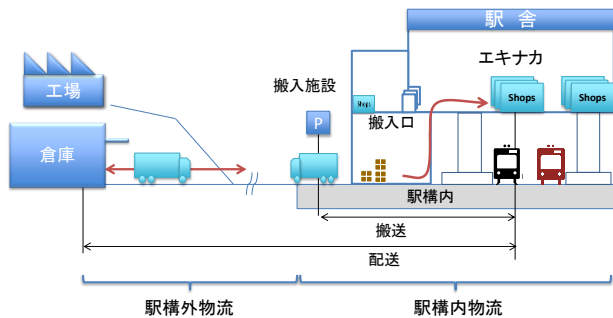 駅 舎
エキナカ
工場
搬入施設
Shops
Shops
Shops
P
搬入口
倉庫
駅構内
搬送
配送
駅構外物流
駅構内物流